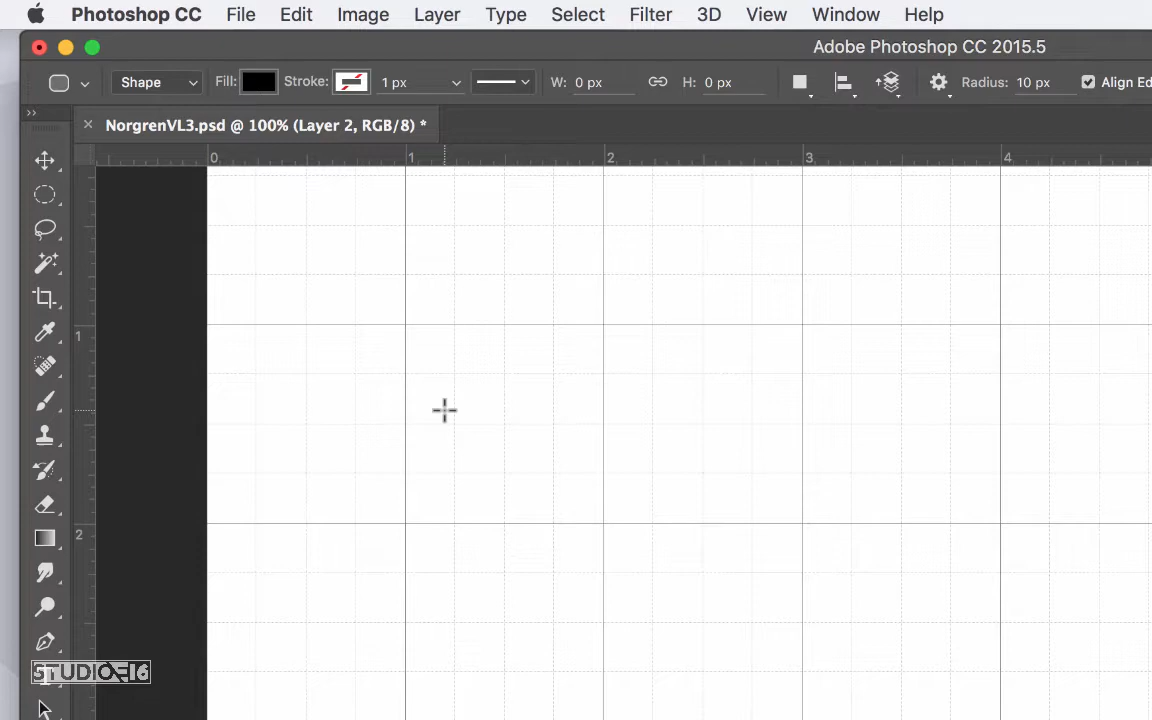 Photoshop CC File Edit Image Layer Type Select Filter 3D View Window Help
Adobe Photoshop CC 2015.5
Shape Fill: Stroke: 1 px W: 0 px H: 0 px Radius: 10 px Align Ed
NorgrenVL3.psd @ 100% (Layer 2, RGB/8) *
0 1 2 3 4
1
2
STUDIO16